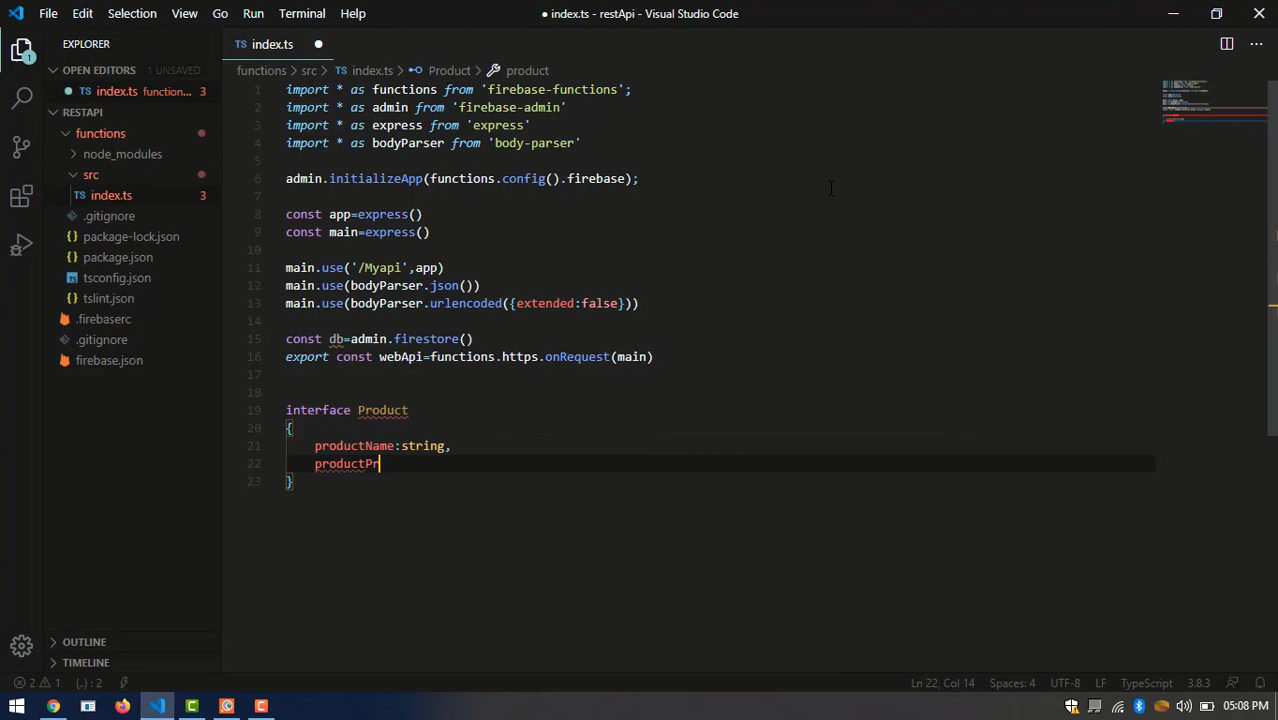 File Edit Selection View Go Run Terminal Help
● index.ts - restApi - Visual Studio Code
EXPLORER
TS index.ts ●
OPEN EDITORS 1 UNSAVED
functions > src > TS index.ts > Product > product
● TS index.ts function... 3
RESTAPI
functions
node_modules
src
TS index.ts 3
.gitignore
{} package-lock.json
{} package.json
tsconfig.json
{} tslint.json
.firebaserc
.gitignore
firebase.json
OUTLINE
TIMELINE
1
1 import * as functions from 'firebase-functions';
2 import * as admin from 'firebase-admin'
3 import * as express from 'express'
4 import * as bodyParser from 'body-parser'
5
6 admin.initializeApp(functions.config().firebase);
7
8 const app=express()
9 const main=express()
10
11 main.use('/Myapi',app)
12 main.use(bodyParser.json())
13 main.use(bodyParser.urlencoded({extended:false}))
14
15 const db=admin.firestore()
16 export const webApi=functions.https.onRequest(main)
17
18
19 interface Product
20 {
21 productName:string,
22 productPr
23 }
2 1 {..}: 2
Ln 22, Col 14 Spaces: 4 UTF-8 LF TypeScript 3.8.3
05:08 PM